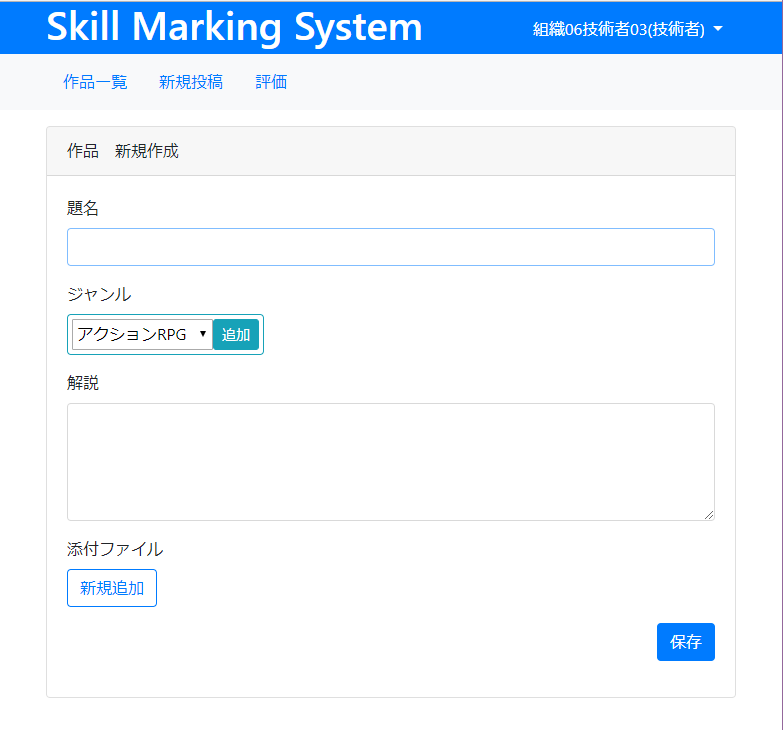 Skill Marking System
組織06技術者03(技術者)
作品一覧 新規投稿 評価
作品　新規作成
題名
ジャンル
アクションRPG 追加
解説
添付ファイル
新規追加
保存